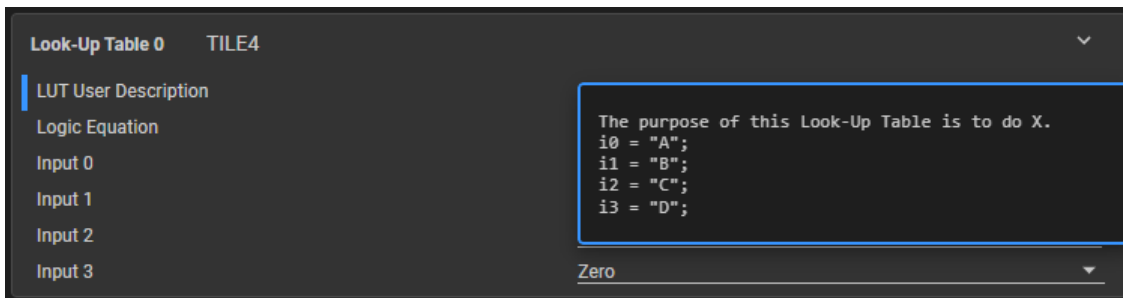 Look-Up Table 0 TILE4
LUT User Description
The purpose of this Look-Up Table is to do X.
i0 = "A";
i1 = "B";
i2 = "C";
i3 = "D";
Logic Equation
Input 0
Input 1
Input 2
Input 3 Zero